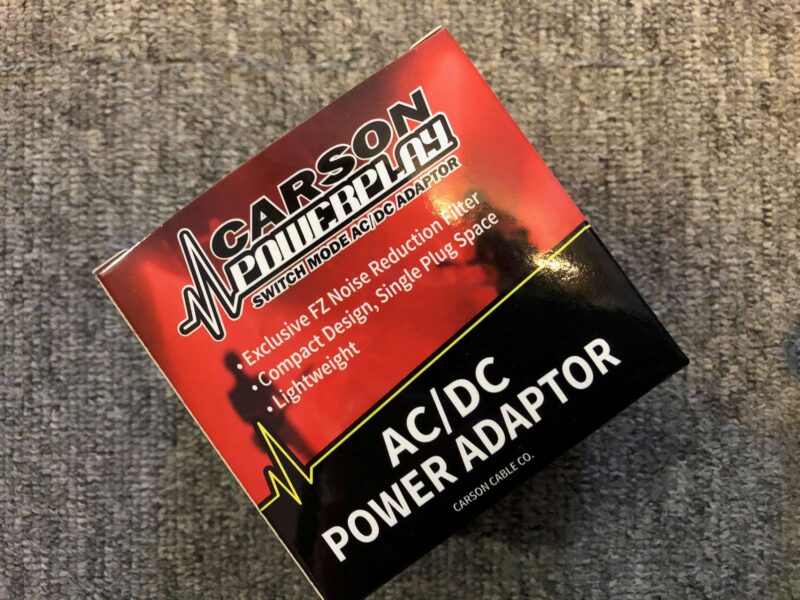 CARSON
POWERPLAY
SWITCH MODE AC/DC ADAPTOR
• Exclusive FZ Noise Reduction Filter
• Compact Design, Single Plug Space
• Lightweight
AC/DC
POWER ADAPTOR
CARSON CABLE CO.